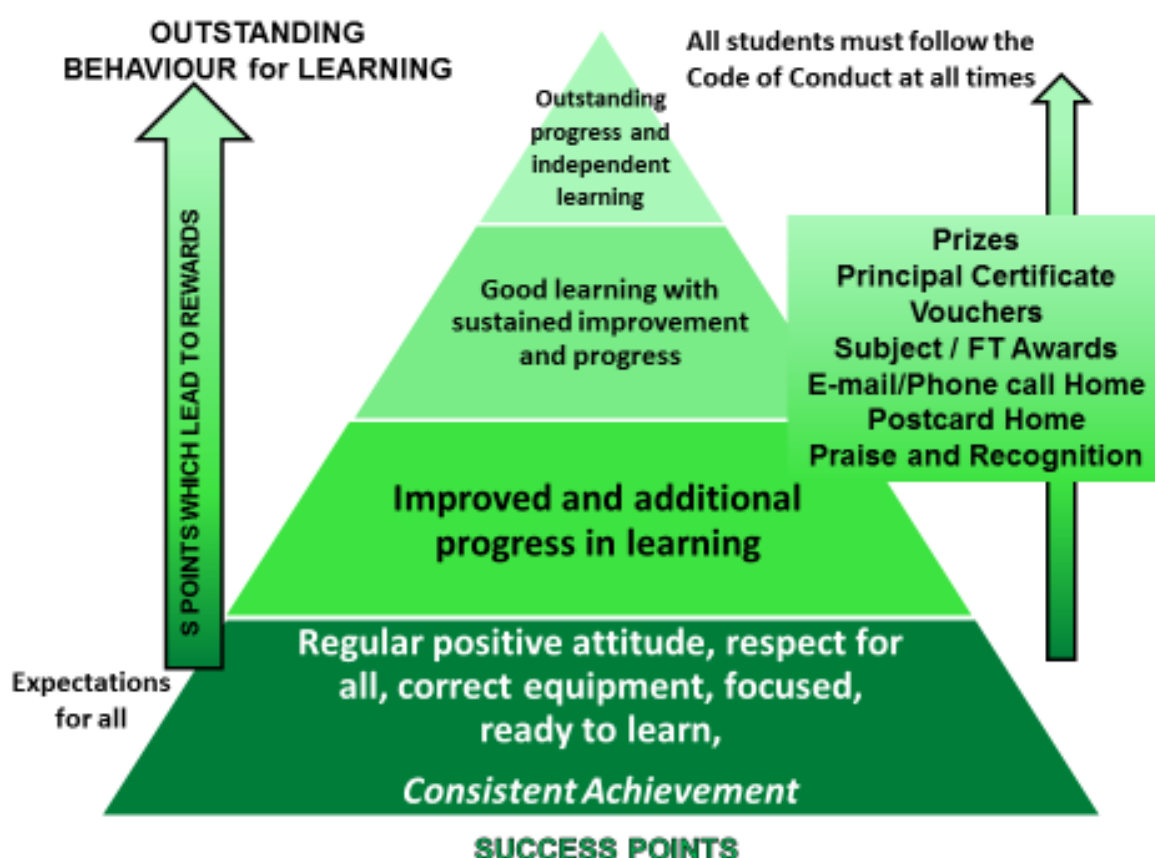 OUTSTANDING
BEHAVIOUR for LEARNING
All students must follow the
Code of Conduct at all times
Outstanding
progress and
independent
learning
S POINTS WHICH LEAD TO REWARDS
Prizes
Principal Certificate
Vouchers
Subject / FT Awards
E-mail/Phone call Home
Postcard Home
Praise and Recognition
Good learning with
sustained improvement
and progress
Improved and additional
progress in learning
Expectations
for all
Regular positive attitude, respect for
all, correct equipment, focused,
ready to learn,
Consistent Achievement
SUCCESS POINTS